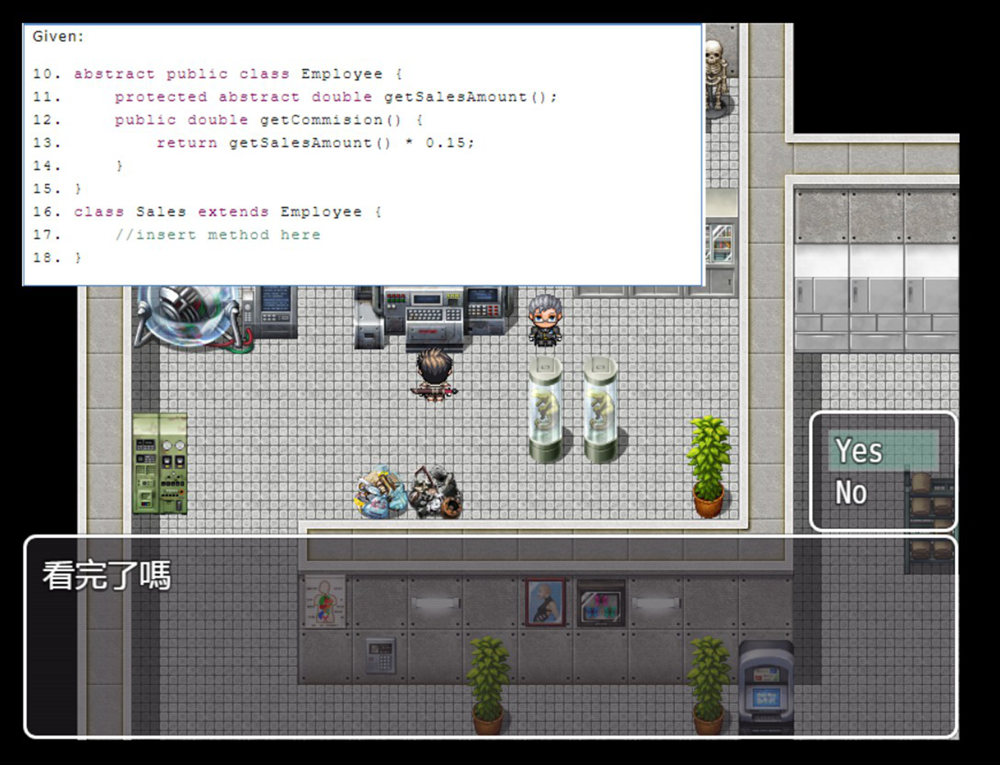 Given:
10. abstract public class Employee {
11. protected abstract double getSalesAmount();
12. public double getCommision() {
13. return getSalesAmount() * 0.15;
14. }
15. }
16. class Sales extends Employee {
17. //insert method here
18. }
Yes
No
看完了嗎